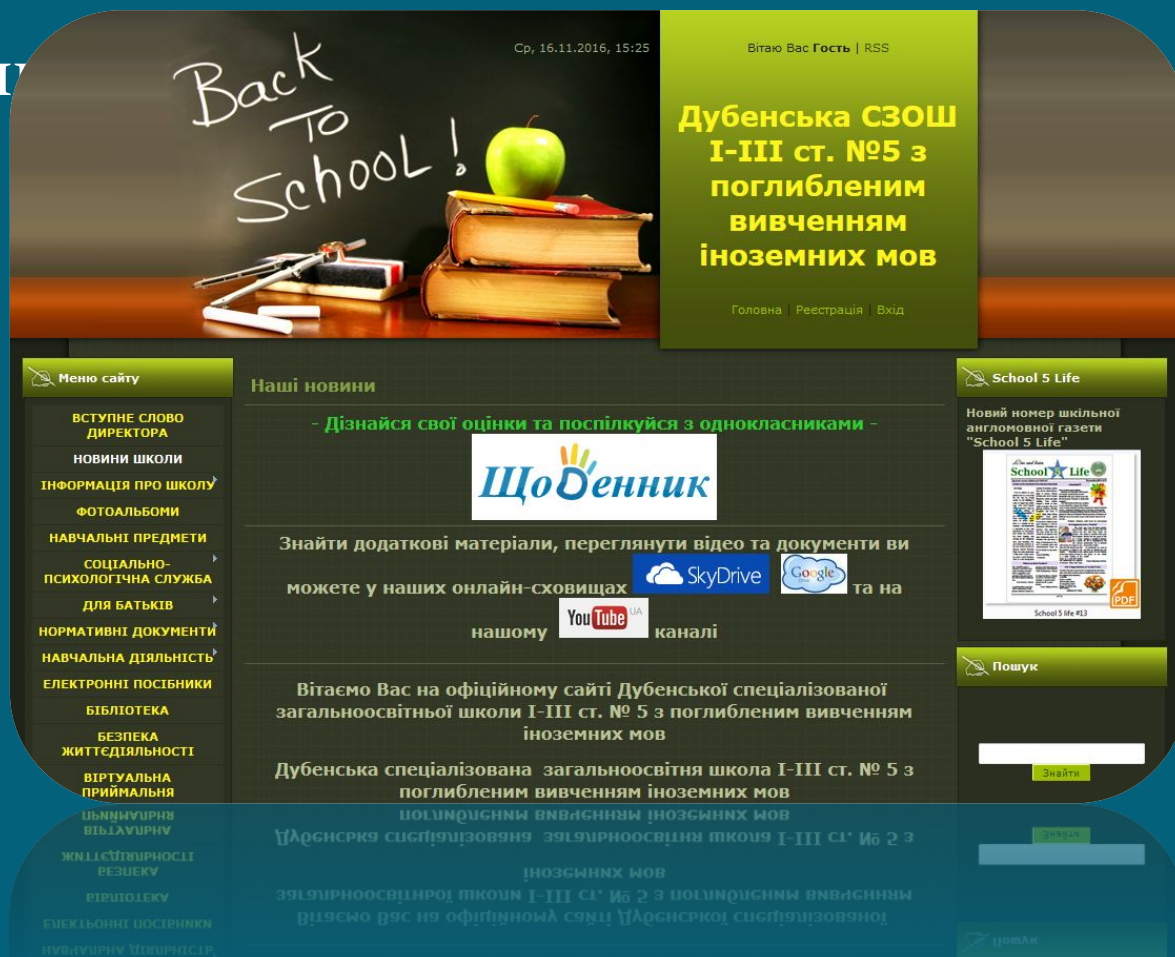 Back
To
School!
Ср, 16.11.2016, 15:25
Вітаю Вас Гость | RSS
Дубенська СЗОШ
І-ІІІ ст. №5 з
поглибленим
вивченням
іноземних мов
Головна | Реєстрація | Вхід
Меню сайту
ВСТУПНЕ СЛОВО
ДИРЕКТОРА
НОВИНИ ШКОЛИ
ІНФОРМАЦІЯ ПРО ШКОЛУ
ФОТОАЛЬБОМИ
НАВЧАЛЬНІ ПРЕДМЕТИ
СОЦІАЛЬНО-
ПСИХОЛОГІЧНА СЛУЖБА
ДЛЯ БАТЬКІВ
НОРМАТИВНІ ДОКУМЕНТИ
НАВЧАЛЬНА ДІЯЛЬНІСТЬ
ЕЛЕКТРОННІ ПОСІБНИКИ
БІБЛІОТЕКА
БЕЗПЕКА
ЖИТТЄДІЯЛЬНОСТІ
ВІРТУАЛЬНА
ПРИЙМАЛЬНЯ
Наші новини
- Дізнайся свої оцінки та поспілкуйся з однокласниками -
ЩоДенник
Знайти додаткові матеріали, переглянути відео та документи ви
можете у наших онлайн-сховищах SkyDrive Google Drive та на
нашому YouTube UA каналі
Вітаємо Вас на офіційному сайті Дубенської спеціалізованої
загальноосвітньої школи І-ІІІ ст. № 5 з поглибленим вивченням
іноземних мов
Дубенська спеціалізована загальноосвітня школа І-ІІІ ст. № 5 з
поглибленим вивченням іноземних мов
School 5 Life
Новий номер шкільної
англомовної газети
"School 5 Life"
School 5 Life
PDF
School 5 life #13
Пошук
Знайти